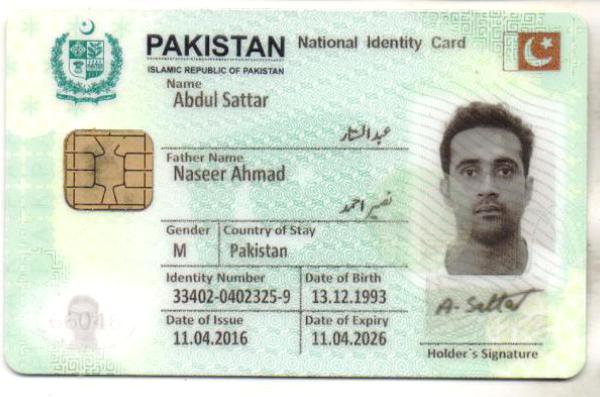 PAKISTAN National Identity Card
ISLAMIC REPUBLIC OF PAKISTAN
Name
Abdul Sattar
عبدالستار
Father Name
Naseer Ahmad
نصیر احمد
Gender Country of Stay
M Pakistan
Identity Number Date of Birth
33402-0402325-9 13.12.1993
Date of Issue Date of Expiry
11.04.2016 11.04.2026
A-Sattar
Holder's Signature